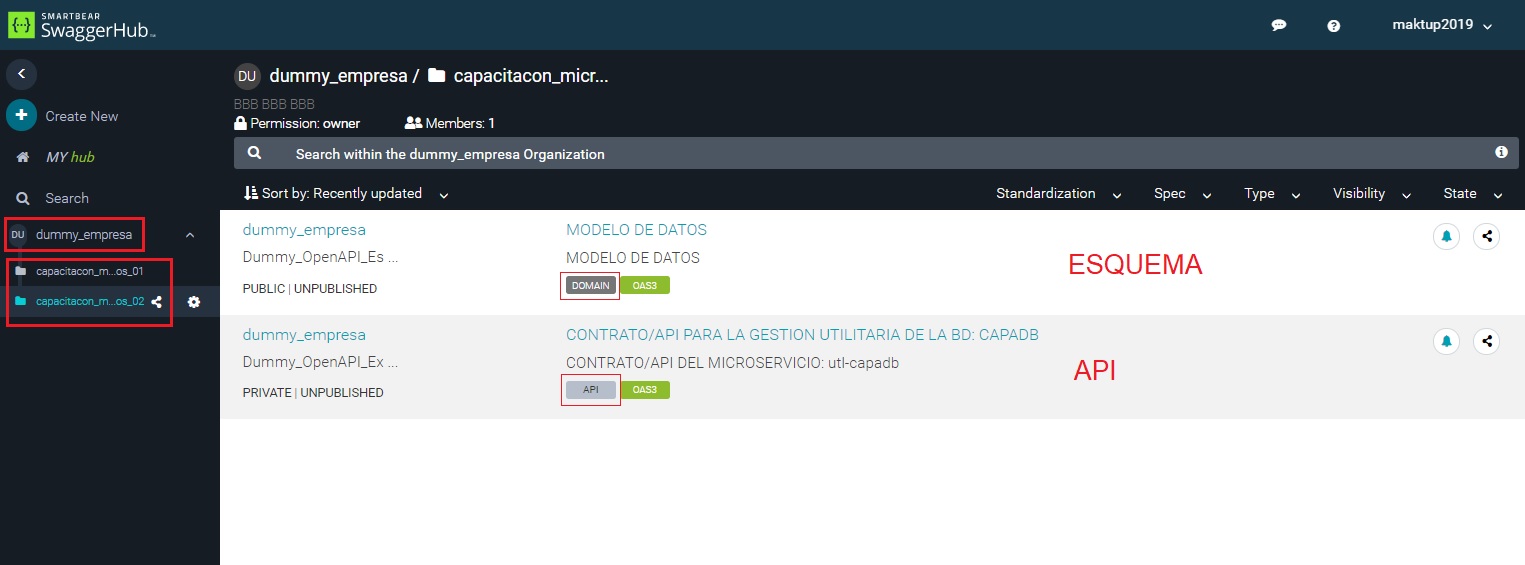 SMARTBEAR
SwaggerHub
maktup2019
Create New
MY hub
Search
DU dummy_empresa
capacitacon_m...os_01
capacitacon_m...os_02
DU dummy_empresa / capacitacon_micr...
BBB BBB BBB
Permission: owner Members: 1
Search within the dummy_empresa Organization
Sort by: Recently updated Standardization Spec Type Visibility State
dummy_empresa MODELO DE DATOS
Dummy_OpenAPI_Es ... MODELO DE DATOS
PUBLIC | UNPUBLISHED DOMAIN OAS3
ESQUEMA
dummy_empresa CONTRATO/API PARA LA GESTION UTILITARIA DE LA BD: CAPADB
Dummy_OpenAPI_Ex ... CONTRATO/API DEL MICROSERVICIO: utl-capadb
PRIVATE | UNPUBLISHED API OAS3
API